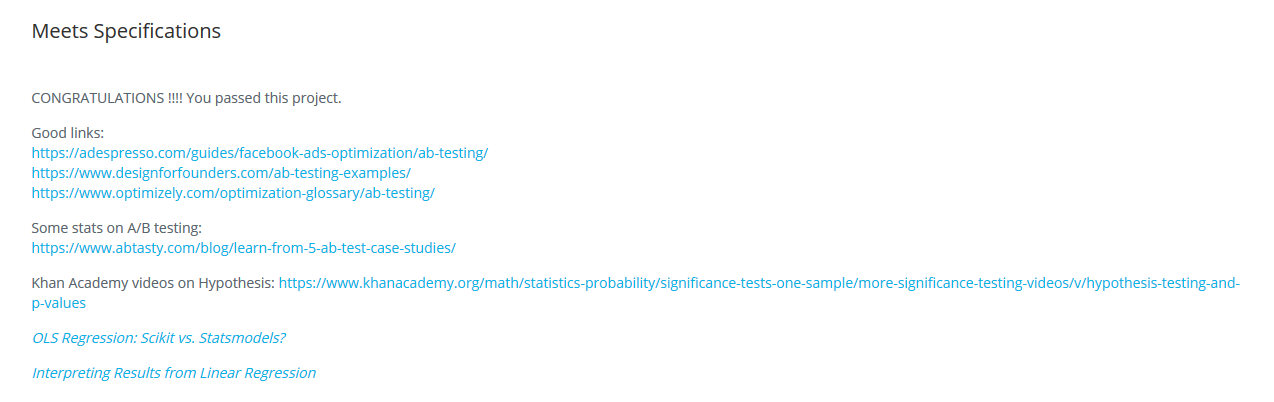 Meets Specifications
CONGRATULATIONS !!!! You passed this project.
Good links:
https://adespresso.com/guides/facebook-ads-optimization/ab-testing/
https://www.designforfounders.com/ab-testing-examples/
https://www.optimizely.com/optimization-glossary/ab-testing/
Some stats on A/B testing:
https://www.abtasty.com/blog/learn-from-5-ab-test-case-studies/
Khan Academy videos on Hypothesis: https://www.khanacademy.org/math/statistics-probability/significance-tests-one-sample/more-significance-testing-videos/v/hypothesis-testing-and-
p-values
OLS Regression: Scikit vs. Statsmodels?
Interpreting Results from Linear Regression